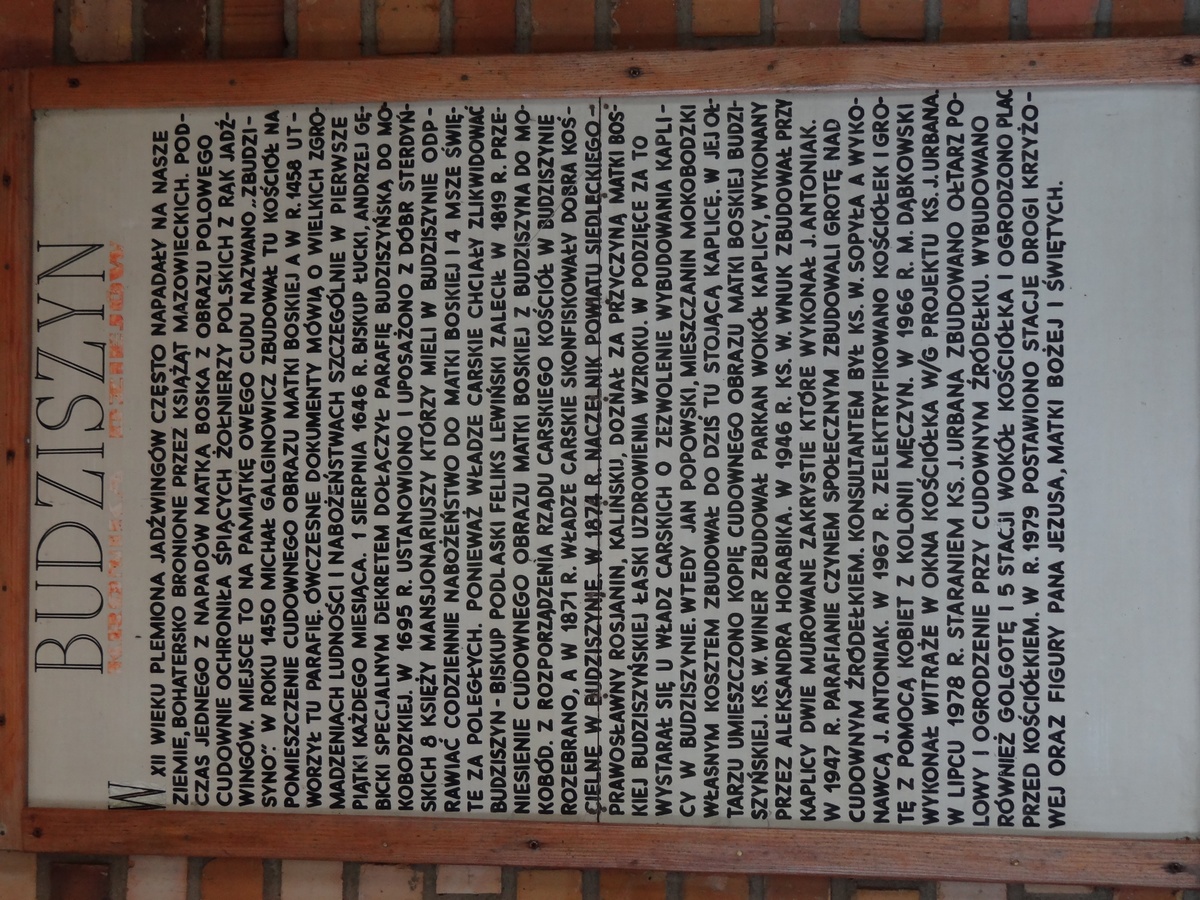 BUDZISZYN
W XII WIEKU PLEMIONA JADŹWINGÓW CZĘSTO NAPADAŁY NA NASZE
ZIEMIE, BOHATERSKO BRONIONE PRZEZ KSIĄŻĄT MAZOWIECKICH. POD-
CZAS JEDNEGO Z NAPADÓW MATKA BOSKA Z OBRAZU POLOWEGO
CUDOWNIE OCHRONIŁA ŚPIĄCYCH ŻOŁNIERZY POLSKICH Z RAK JADŹ-
WINGÓW. MIEJSCE TO NA PAMIĄTKĘ OWEGO CUDU NAZWANO „ZBUDZI-
SYNO". W ROKU 1450 MICHAŁ GALGINOWICZ ZBUDOWAŁ TU KOŚCIÓŁ NA
POMIESZCZENIE CUDOWNEGO OBRAZU MATKI BOSKIEJ A W R. 1458 UT-
WORZYŁ TU PARAFIĘ. ÓWCZESNE DOKUMENTY MÓWIĄ O WIELKICH ZGRO-
MADZENIACH LUDNOŚCI I NABOŻEŃSTWACH SZCZEGÓLNIE W PIERWSZE
PIĄTKI KAŻDEGO MIESIĄCA. 1 SIERPNIA 1646 R. BISKUP ŁUCKI, ANDRZEJ GĘ-
BICKI SPECJALNYM DEKRETEM DOŁĄCZYŁ PARAFIĘ BUDZISZYŃSKĄ DO MO-
KOBODZKIEJ. W 1695 R. USTANOWIONO I UPOSAŻONO Z DÓBR STERDYŃ-
SKICH 8 KSIĘŻY MANSJONARIUSZY KTÓRZY MIELI W BUDZISZYNIE ODP-
RAWIAĆ CODZIENNIE NABOŻEŃSTWO DO MATKI BOSKIEJ I 4 MSZE ŚWIĘ-
TE ZA POLEGŁYCH. PONIEWAŻ WŁADZE CARSKIE CHCIAŁY ZLIKWIDOWAĆ
BUDZISZYN - BISKUP PODLASKI FELIKS LEWIŃSKI ZALECIŁ W 1819 R. PRZE-
NIESIENIE CUDOWNEGO OBRAZU MATKI BOSKIEJ Z BUDZISZYNA DO MO-
KOBÓD. Z ROZPORZĄDZENIA RZĄDU CARSKIEGO KOŚCIÓŁ W BUDZISZYNIE
ROZEBRANO, A W 1871 R. WŁADZE CARSKIE SKONFISKOWAŁY DOBRA KOŚ-
CIELNE W BUDZISZYNIE. W 1874 R. NACZELNIK POWIATU SIEDLECKIEGO -
PRAWOSŁAWNY ROSJANIN, KALIŃSKIJ, DOZNAŁ ZA PRZYCZYNĄ MATKI BOS-
KIEJ BUDZISZYŃSKIEJ ŁASKI UZDROWIENIA WZROKU. W PODZIĘCE ZA TO
WYSTARAŁ SIĘ U WŁADZ CARSKICH O ZEZWOLENIE WYBUDOWANIA KAPLI-
CY W BUDZISZYNIE. WTEDY JAN POPOWSKI, MIESZCZANIN MOKOBODZKI
WŁASNYM KOSZTEM ZBUDOWAŁ DO DZIŚ TU STOJĄCĄ KAPLICĘ. W JEJ OŁ-
TARZU UMIESZCZONO KOPIĘ CUDOWNEGO OBRAZU MATKI BOSKIEJ BUDZI-
SZYŃSKIEJ. KS. W. WINER ZBUDOWAŁ PARKAN WOKÓŁ KAPLICY, WYKONANY
PRZEZ ALEKSANDRA HORABIKA. W 1946 R. KS. W. WNUK ZBUDOWAŁ PRZY
KAPLICY DWIE MUROWANE ZAKRYSTIE KTÓRE WYKONAŁ J. ANTONIAK.
W 1947 R. PARAFIANIE CZYNEM SPOŁECZNYM ZBUDOWALI GROTĘ NAD
CUDOWNYM ŹRÓDEŁKIEM. KONSULTANTEM BYŁ KS. W. SOPYŁA A WYKO-
NAWCĄ J. ANTONIAK. W 1967 R. ZELEKTRYFIKOWANO KOŚCIÓŁEK I GRO-
TĘ Z POMOCĄ KOBIET Z KOLONII MĘCZYN. W 1966 R. M. DĄBKOWSKI
WYKONAŁ WITRAŻE W OKNA KOŚCIÓŁKA W/G PROJEKTU KS. J. URBANA.
W LIPCU 1978 R. STARANIEM KS. J. URBANA ZBUDOWANO OŁTARZ PO-
LOWY I OGRODZENIE PRZY CUDOWNYM ŹRÓDEŁKU. WYBUDOWANO
RÓWNIEŻ GOLGOTĘ I 5 STACJI WOKÓŁ KOŚCIÓŁKA I OGRODZONO PLAC
PRZED KOŚCIÓŁKIEM. W R. 1979 POSTAWIONO STACJE DROGI KRZYŻO-
WEJ ORAZ FIGURY PANA JEZUSA, MATKI BOŻEJ I ŚWIĘTYCH.